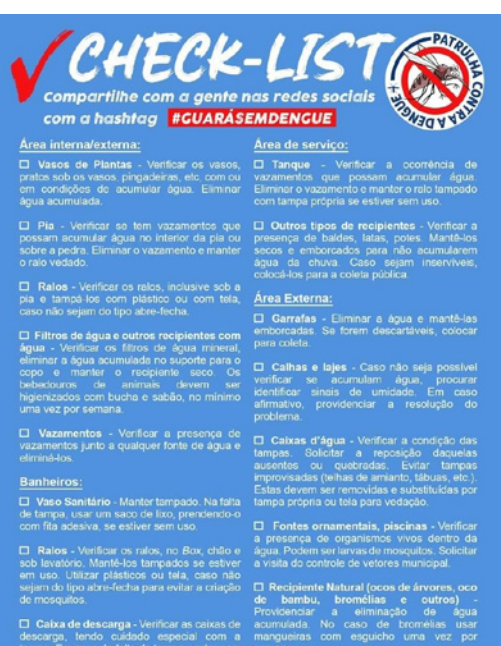 CHECK-LIST
PATRULHA CONTRA A DENGUE
Compartilhe com a gente nas redes sociais
com a hashtag #GUARÁSEMDENGUE
Área interna/externa:
☐ Vasos de Plantas - Verificar os vasos,
pratos sob os vasos, pingadeiras, etc, com ou
em condições de acumular água. Eliminar
água acumulada.
☐ Pia - Verificar se tem vazamentos que
possam acumular água no interior da pia ou
sobre a pedra. Eliminar o vazamento e manter
o ralo vedado.
☐ Ralos - Verificar os ralos, inclusive sob a
pia e tampá-los com plástico ou com tela,
caso não sejam do tipo abre-fecha.
☐ Filtros de água e outros recipientes com
água - Verificar os filtros de água mineral,
eliminar a água acumulada no suporte para o
copo e manter o recipiente seco. Os
bebedouros de animais devem ser
higienizados com bucha e sabão, no mínimo
uma vez por semana.
☐ Vazamentos - Verificar a presença de
vazamentos junto a qualquer fonte de água e
eliminá-los.
Banheiros:
☐ Vaso Sanitário - Manter tampado. Na falta
de tampa, usar um saco de lixo, prendendo-o
com fita adesiva, se estiver sem uso.
☐ Ralos - Verificar os ralos, no Box, chão e
sob lavatório. Mantê-los tampados se estiver
em uso. Utilizar plásticos ou tela, caso não
sejam do tipo abre-fecha para evitar a criação
de mosquitos.
☐ Caixa de descarga - Verificar as caixas de
descarga, tendo cuidado especial com a
Área de serviço:
☐ Tanque - Verificar a ocorrência de
vazamentos que possam acumular água.
Eliminar o vazamento e manter o ralo tampado
com tampa própria se estiver sem uso.
☐ Outros tipos de recipientes - Verificar a
presença de baldes, latas, potes. Mantê-los
secos e emborcados para não acumularem
água da chuva. Caso sejam inservíveis,
colocá-los para a coleta pública.
Área Externa:
☐ Garrafas - Eliminar a água e mantê-las
emborcadas. Se forem descartáveis, colocar
para coleta.
☐ Calhas e lajes - Caso não seja possível
verificar se acumulam água, procurar
identificar sinais de umidade. Em caso
afirmativo, providenciar a resolução do
problema.
☐ Caixas d'água - Verificar a condição das
tampas. Solicitar a reposição daquelas
ausentes ou quebradas. Evitar tampas
improvisadas (telhas de amianto, tábuas, etc.).
Estas devem ser removidas e substituídas por
tampa própria ou tela para vedação.
☐ Fontes ornamentais, piscinas - Verificar
a presença de organismos vivos dentro da
água. Podem ser larvas de mosquitos. Solicitar
a visita do controle de vetores municipal.
☐ Recipiente Natural (ocos de árvores, oco
de bambu, bromélias e outros) -
Providenciar a eliminação de água
acumulada. No caso de bromélias usar
mangueiras com esguicho uma vez por